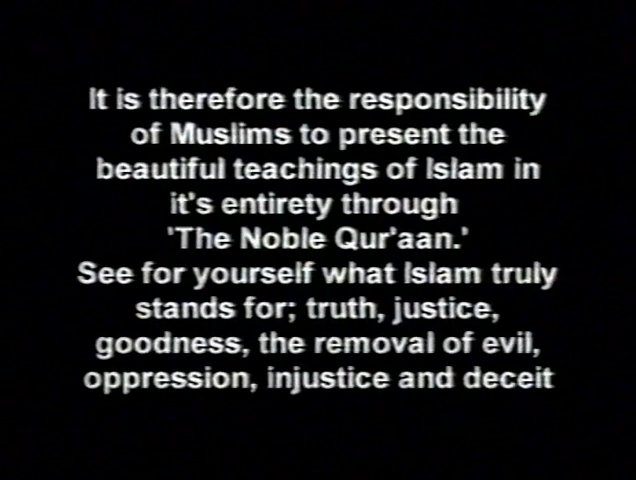 It is therefore the responsibility
of Muslims to present the
beautiful teachings of Islam in
it's entirety through
'The Noble Qur'aan.'
See for yourself what Islam truly
stands for; truth, justice,
goodness, the removal of evil,
oppression, injustice and deceit